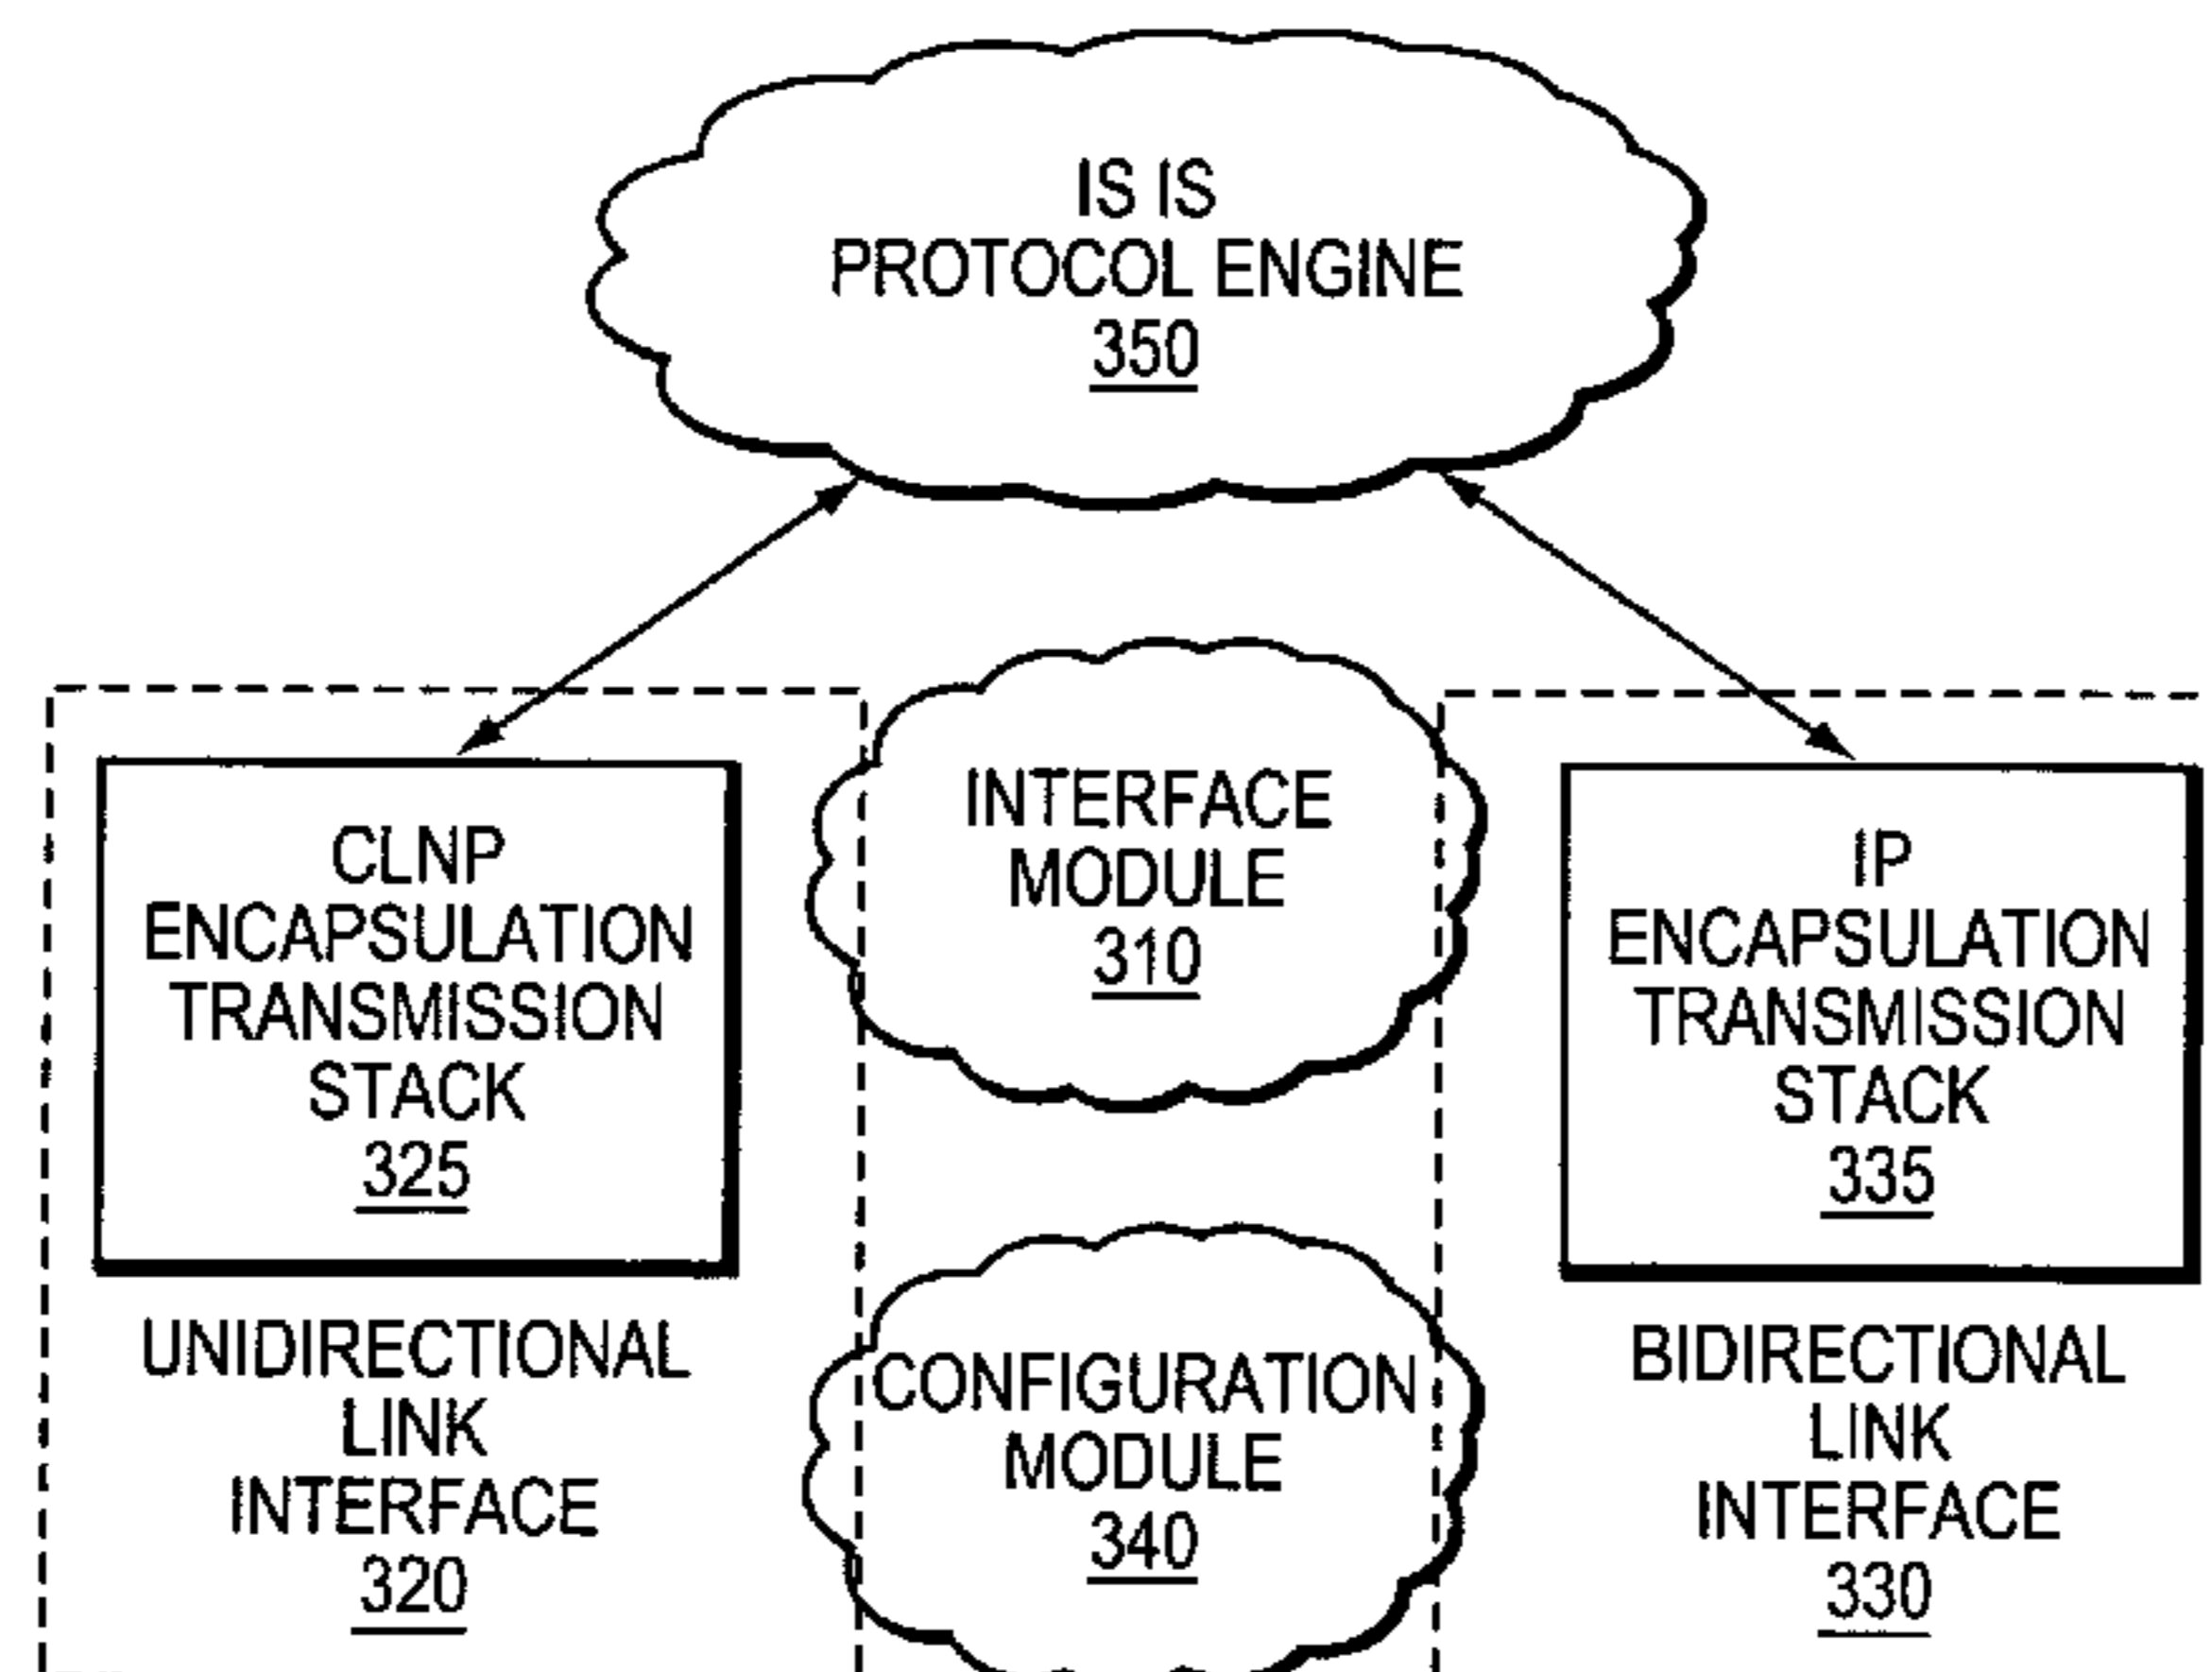 IS IS
PROTOCOL ENGINE
350
INTERFACE
MODULE
310
CLNP
ENCAPSULATION
TRANSMISSION
STACK
325
IP
ENCAPSULATION
TRANSMISSION
STACK
335
UNIDIRECTIONAL
LINK
INTERFACE
320
CONFIGURATION
MODULE
340
BIDIRECTIONAL
LINK
INTERFACE
330